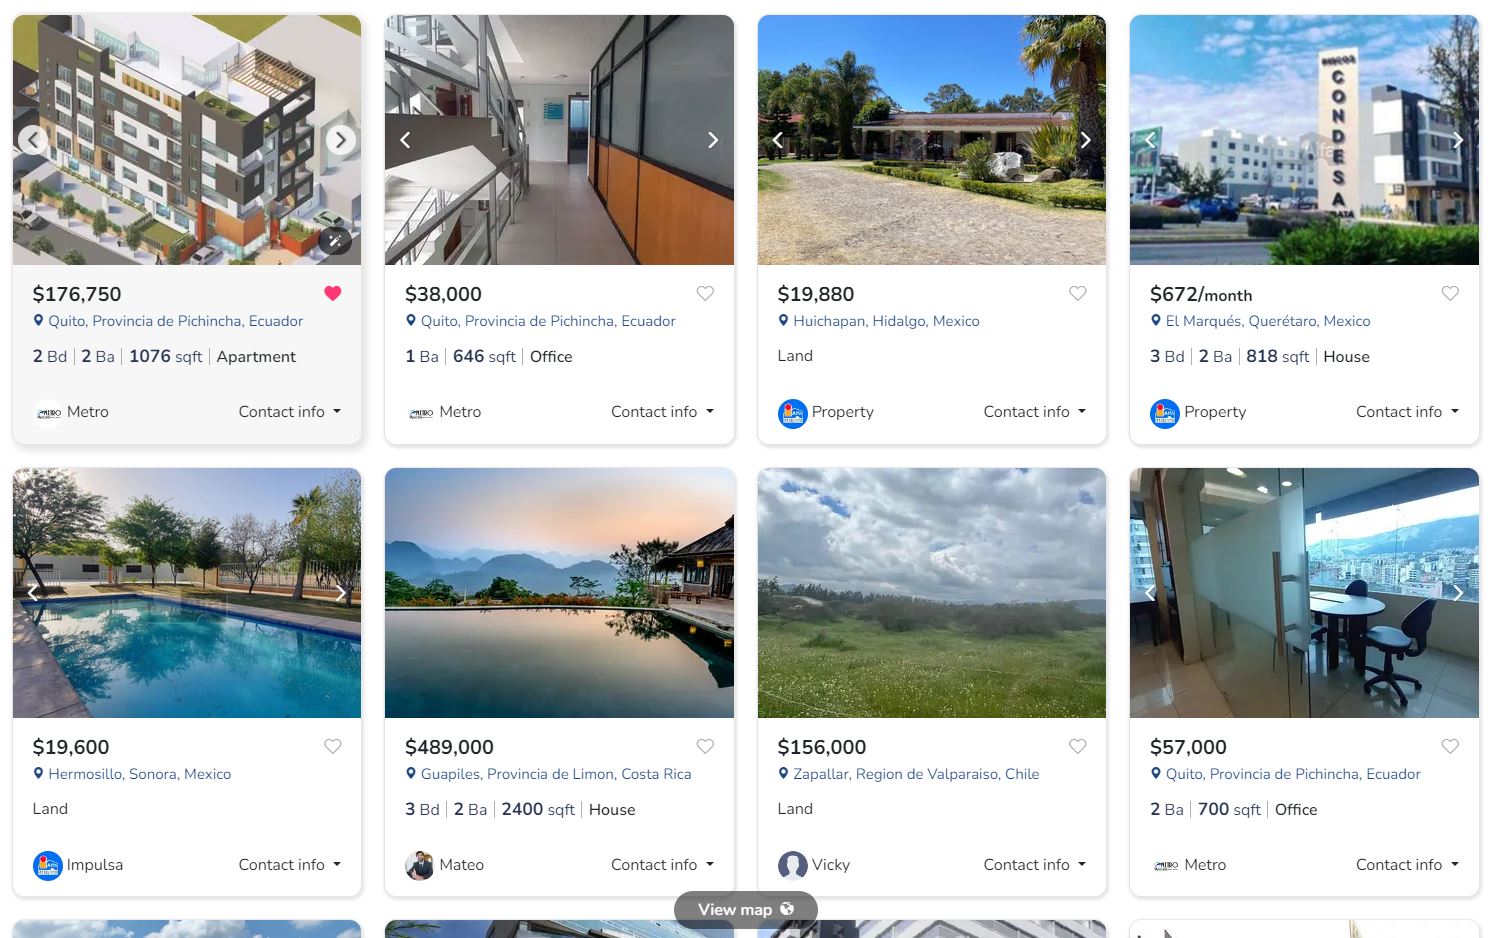 $176,750
Quito, Provincia de Pichincha, Ecuador
2 Bd | 2 Ba | 1076 sqft | Apartment
Metro Contact info
CONDESA
$38,000
Quito, Provincia de Pichincha, Ecuador
1 Ba | 646 sqft | Office
Metro Contact info
$19,880
Huichapan, Hidalgo, Mexico
Land
Property Contact info
$672/month
El Marqués, Querétaro, Mexico
3 Bd | 2 Ba | 818 sqft | House
Property Contact info
$19,600
Hermosillo, Sonora, Mexico
Land
Impulsa Contact info
$489,000
Guapiles, Provincia de Limon, Costa Rica
3 Bd | 2 Ba | 2400 sqft | House
Mateo Contact info
$156,000
Zapallar, Region de Valparaiso, Chile
Land
Vicky Contact info
$57,000
Quito, Provincia de Pichincha, Ecuador
2 Ba | 700 sqft | Office
Metro Contact info
View map